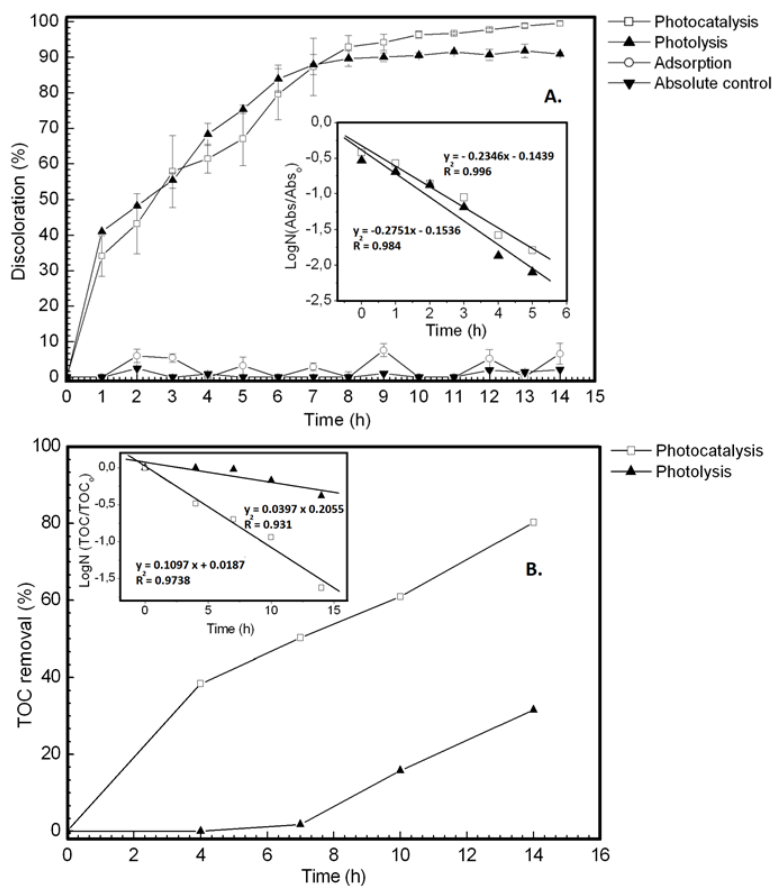 100
90
80
70
60
50
40
30
20
10
0
Discoloration (%)
0 1 2 3 4 5 6 7 8 9 10 11 12 13 14 15
Time (h)
Photocatalysis
Photolysis
Adsorption
Absolute control
A.
0,0
-0,5
-1,0
-1,5
-2,0
-2,5
LogN(Abs/Abso)
y = - 0.2346x - 0.1439
R2 = 0.996
y = -0.2751x - 0.1536
R2 = 0.984
0 1 2 3 4 5 6
Time (h)
100
80
60
40
20
0
TOC removal (%)
0 2 4 6 8 10 12 14 16
Time (h)
Photocatalysis
Photolysis
B.
0,0
-0,5
-1,0
-1,5
LogN (TOC/TOCo)
y = 0.0397 x 0.2055
R2 = 0.931
y = 0.1097 x + 0.0187
R2 = 0.9738
0 5 10 15
Time (h)